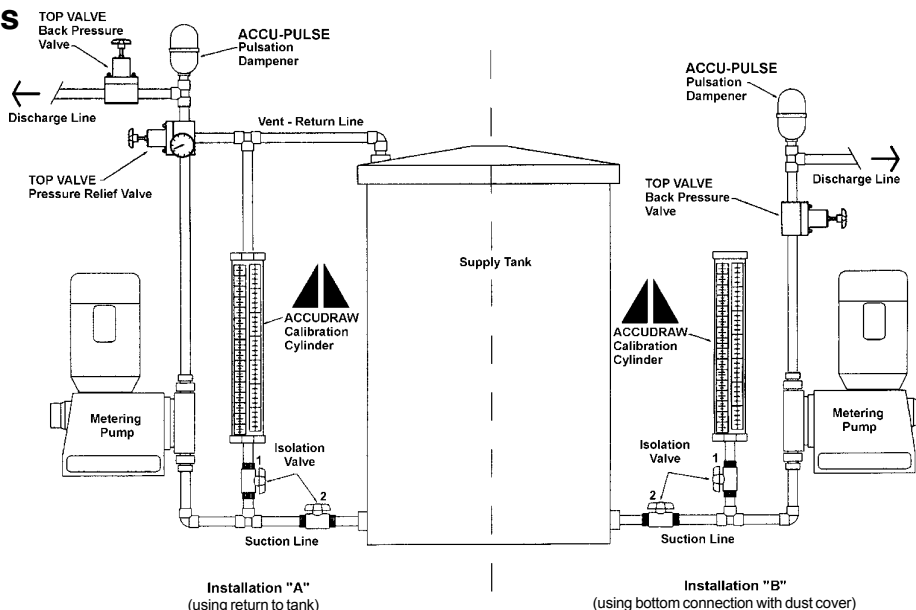 S
TOP VALVE
Back Pressure
Valve
ACCU-PULSE
Pulsation
Dampener
Discharge Line
Vent - Return Line
TOP VALVE
Pressure Relief Valve
ACCUDRAW
Calibration
Cylinder
Metering
Pump
Isolation
Valve
1
2
Suction Line
Installation "A"
(using return to tank)
Supply Tank
ACCU-PULSE
Pulsation
Dampener
Discharge Line
TOP VALVE
Back Pressure
Valve
ACCUDRAW
Calibration
Cylinder
Metering
Pump
Isolation
Valve
1
2
Suction Line
Installation "B"
(using bottom connection with dust cover)